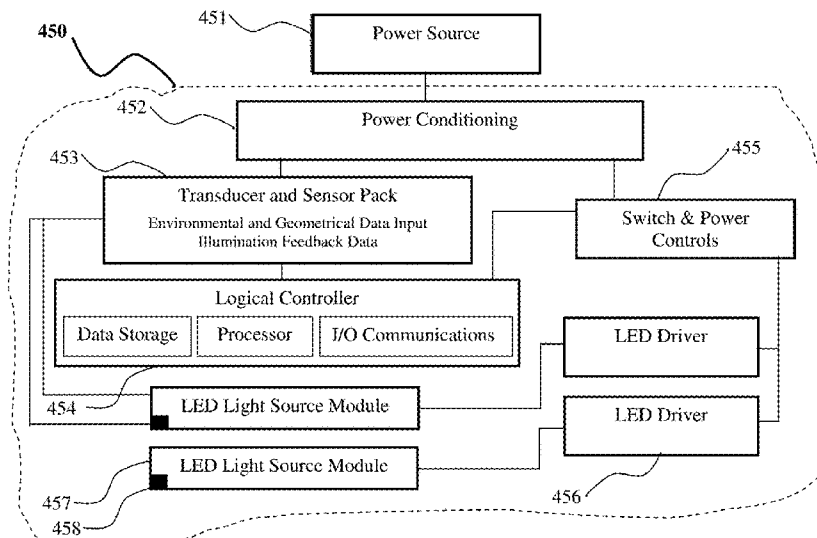 451
Power Source
450
452
Power Conditioning
453
Transducer and Sensor Pack
Environmental and Geometrical Data Input
Illumination Feedback Data
455
Switch & Power
Controls
Logical Controller
Data Storage
Processor
I/O Communications
LED Driver
454
LED Light Source Module
LED Driver
457
LED Light Source Module
458
456